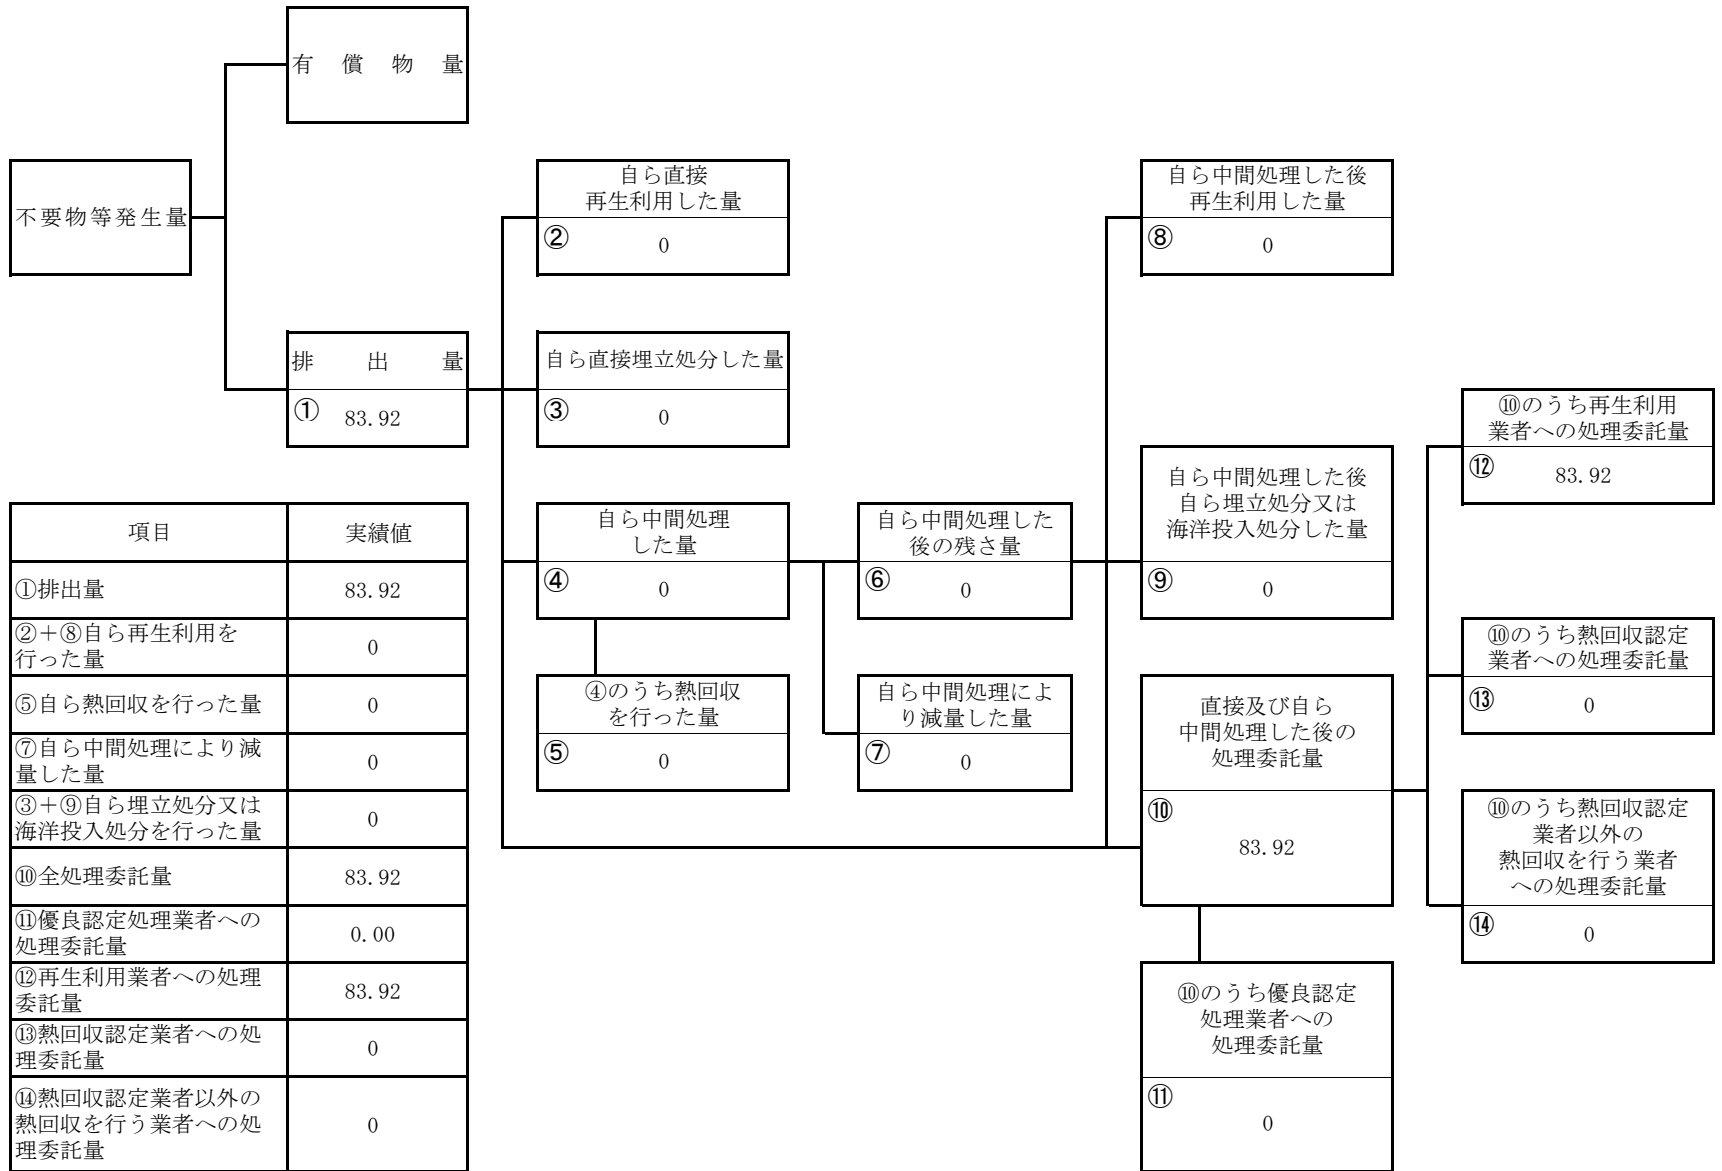 有償物量
不要物等発生量
排出量
① 83.92
自ら直接
再生利用した量
② 0
自ら直接埋立処分した量
③ 0
自ら中間処理
した量
④ 0
④のうち熱回収
を行った量
⑤ 0
自ら中間処理した
後の残さ量
⑥ 0
自ら中間処理によ
り減量した量
⑦ 0
自ら中間処理した後
再生利用した量
⑧ 0
自ら中間処理した後
自ら埋立処分又は
海洋投入処分した量
⑨ 0
直接及び自ら
中間処理した後の
処理委託量
⑩
83.92
⑩のうち優良認定
処理業者への
処理委託量
⑪
0
⑩のうち再生利用
業者への処理委託量
⑫ 83.92
⑩のうち熱回収認定
業者への処理委託量
⑬ 0
⑩のうち熱回収認定
業者以外の
熱回収を行う業者
への処理委託量
⑭ 0
項目 実績値
①排出量 83.92
②+⑧自ら再生利用を
行った量 0
⑤自ら熱回収を行った量 0
⑦自ら中間処理により減
量した量 0
③+⑨自ら埋立処分又は
海洋投入処分を行った量 0
⑩全処理委託量 83.92
⑪優良認定処理業者への
処理委託量 0.00
⑫再生利用業者への処理
委託量 83.92
⑬熱回収認定業者への処
理委託量 0
⑭熱回収認定業者以外の
熱回収を行う業者への処
理委託量 0